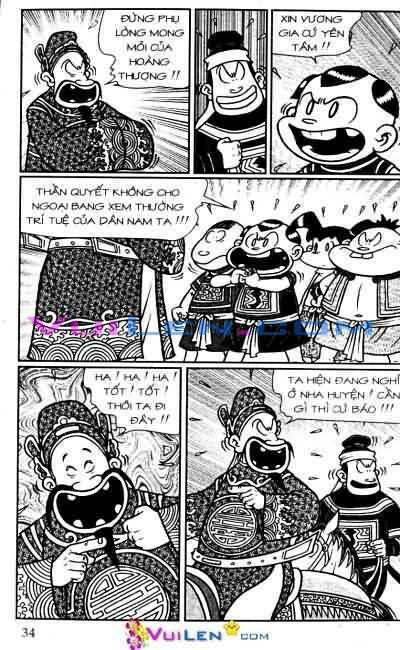 ĐỪNG PHỤ
LÒNG MONG
MỎI CỦA
HOÀNG
THƯỢNG !!
XIN VƯƠNG
GIA CỨ YÊN
TÂM !!
THẦN QUYẾT KHÔNG CHO
NGOẠI BANG XEM THƯỜNG
TRÍ TUỆ CỦA DÂN NAM TA !!!
VUILEN.COM
HA ! HA ! HA !
TỐT ! TỐT !
THÔI TA ĐI
ĐÂY !!
TA HIỆN ĐANG NGHỈ
Ở NHA HUYỆN ! CẦN
GÌ THÌ CỨ BÁO !!!
34
VUILEN.COM